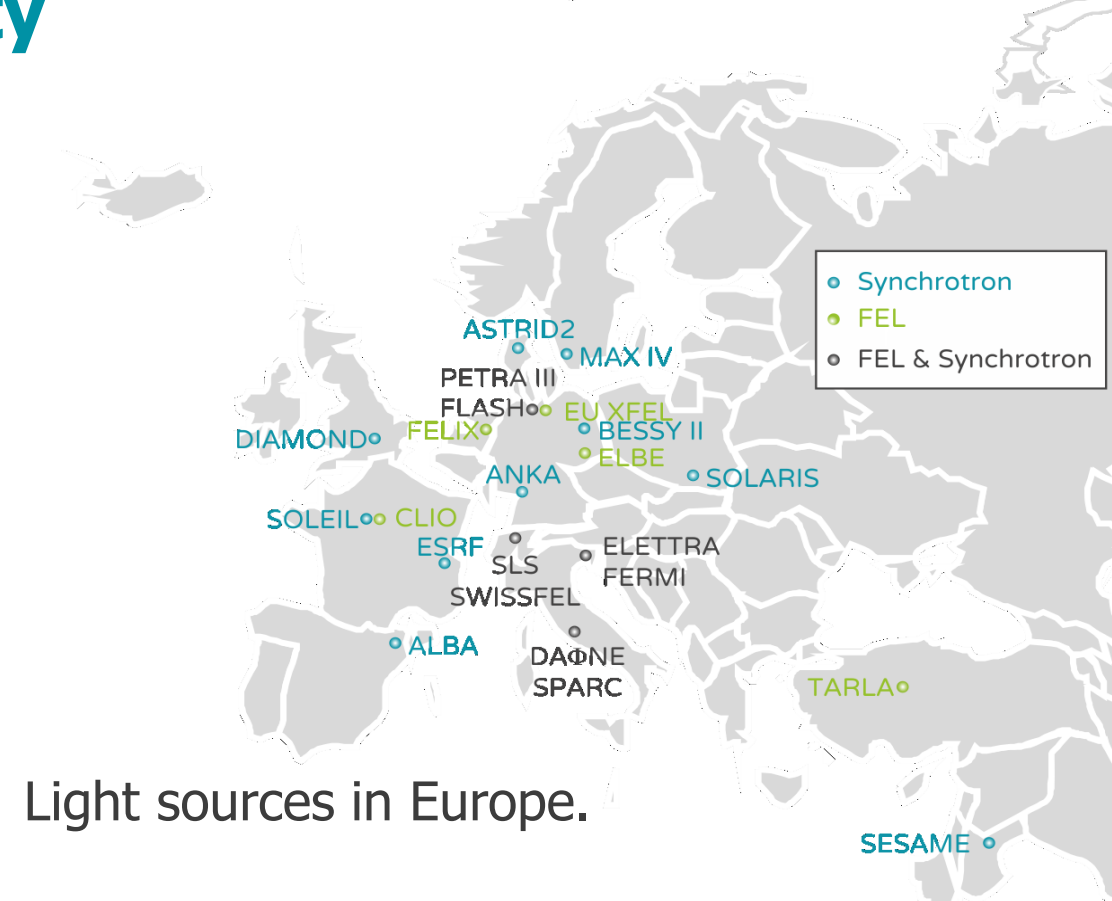 ty
Synchrotron
FEL
FEL & Synchrotron
ASTRID2
MAX IV
PETRA III
FLASH
EU XFEL
FELIX
BESSY II
DIAMOND
ELBE
ANKA
SOLARIS
SOLEIL
CLIO
ESRF
ELETTRA
FERMI
SLS
SWISSFEL
ALBA
DAΦNE
SPARC
TARLA
Light sources in Europe.
SESAME